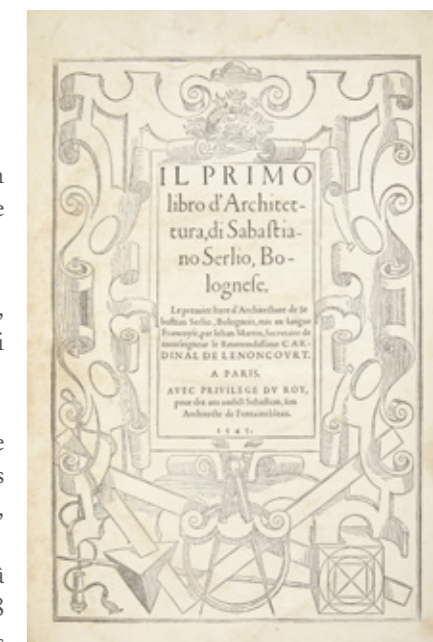 IL PRIMO
libro d'Architet-
tura,di Sabaſtia-
no Serlio, Bo-
logneſe.
Le premier liure d'Architecture de Se
baſtian Serlio, Bolognois, mis en langue
Francoyſe, par Iehan Martin, Secretaire de
monſeigneur le Reuerendiſſime CAR-
DINAL DE LENONCOVRT.
A PARIS.
AVEC PRIVILEGE DV ROY,
pour dix ans audict Sebaſtian, ſon
Architecte de Fontainebleau.
1545.